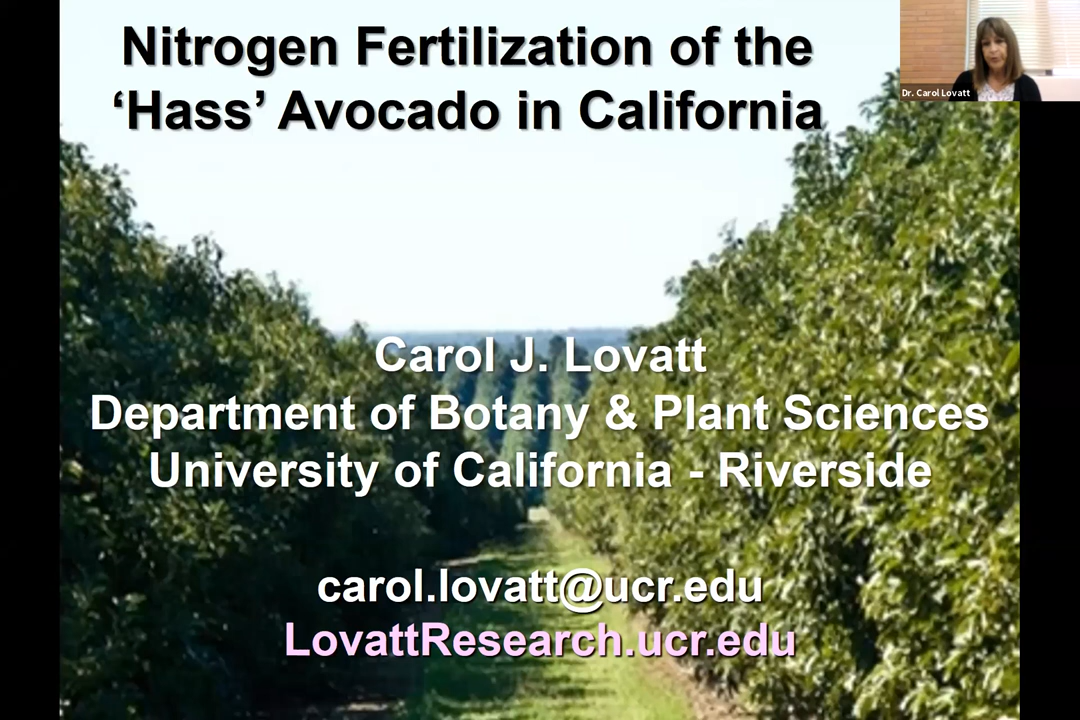 Nitrogen Fertilization of the
‘Hass’ Avocado in California
Dr. Carol Lovatt
Carol J. Lovatt
Department of Botany & Plant Sciences
University of California - Riverside
carol.lovatt@ucr.edu
LovattResearch.ucr.edu